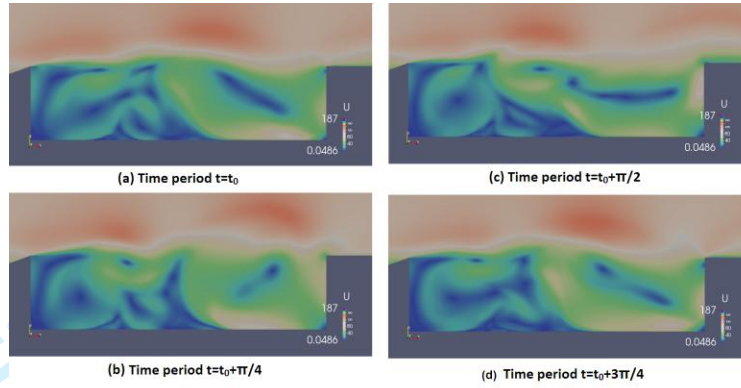 U
187
0.0486
(a) Time period t=t₀
U
187
0.0486
(c) Time period t=t₀+π/2
U
187
0.0486
(b) Time period t=t₀+π/4
U
187
0.0486
(d) Time period t=t₀+3π/4